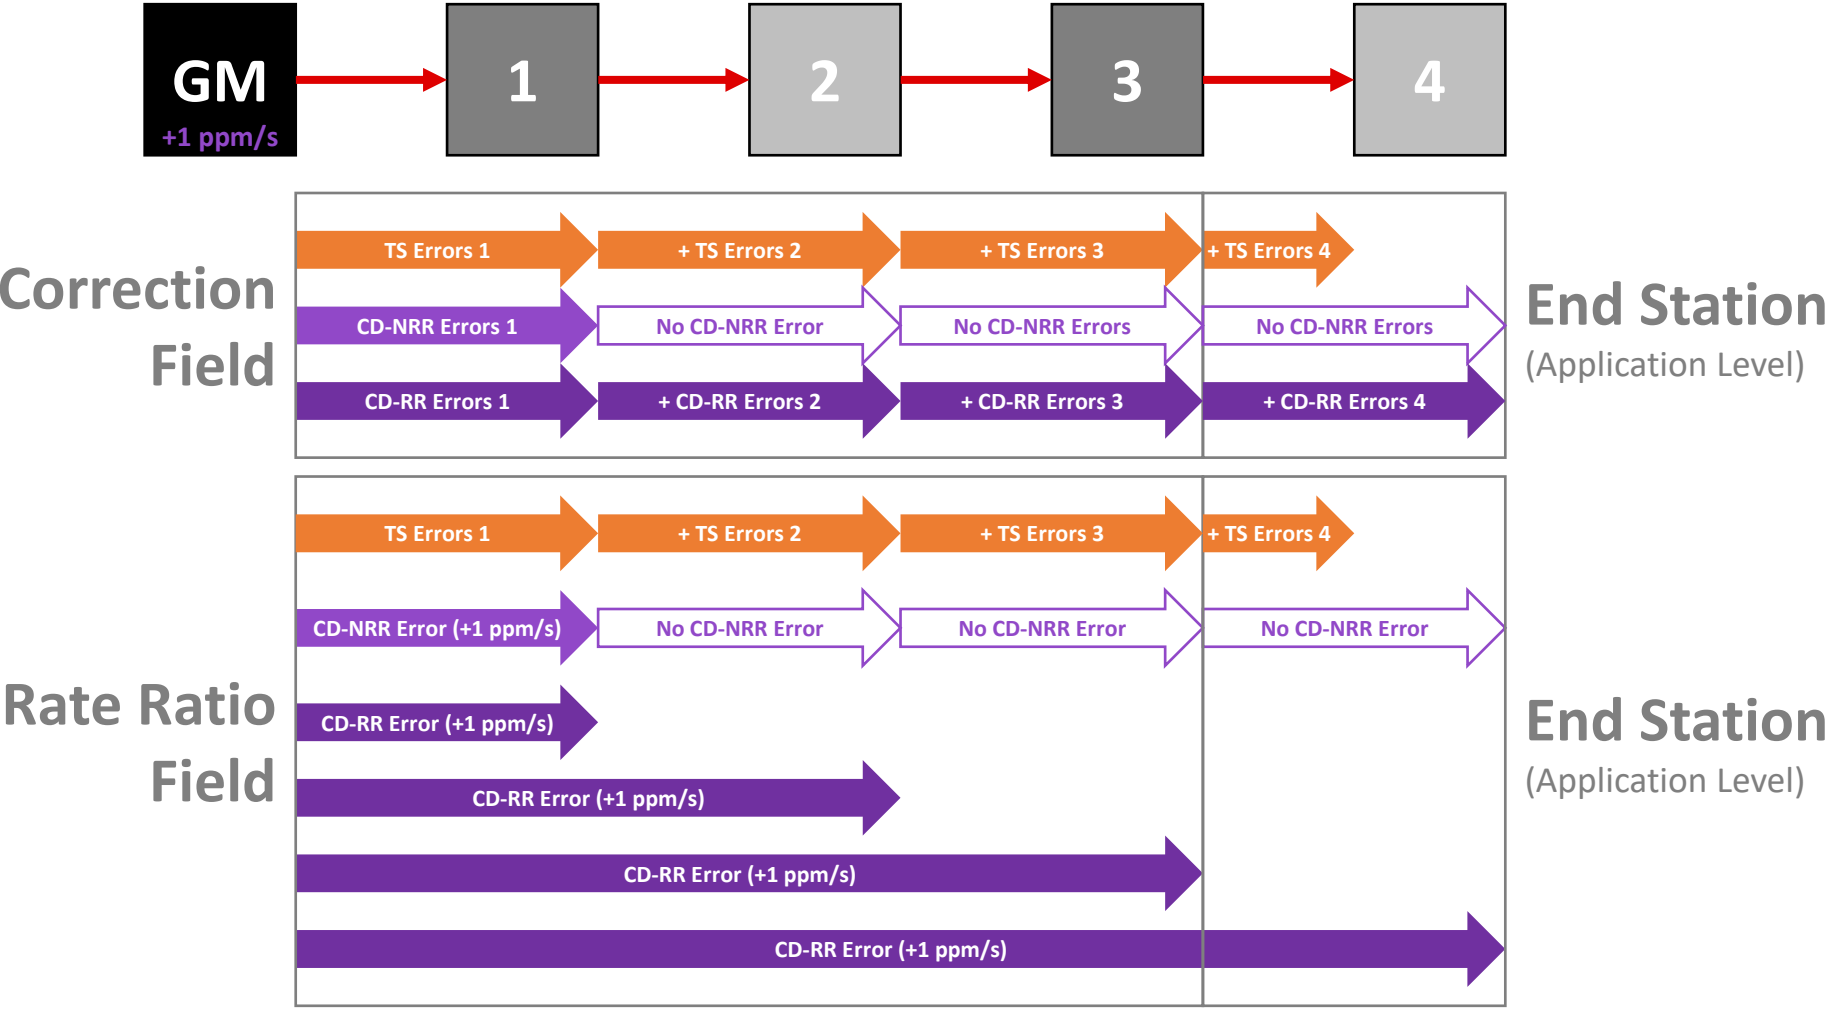 GM
+1 ppm/s
1
2
3
4
Correction
Field
TS Errors 1
+ TS Errors 2
+ TS Errors 3
+ TS Errors 4
CD-NRR Errors 1
No CD-NRR Error
No CD-NRR Errors
No CD-NRR Errors
CD-RR Errors 1
+ CD-RR Errors 2
+ CD-RR Errors 3
+ CD-RR Errors 4
End Station
(Application Level)
Rate Ratio
Field
TS Errors 1
+ TS Errors 2
+ TS Errors 3
+ TS Errors 4
CD-NRR Error (+1 ppm/s)
No CD-NRR Error
No CD-NRR Error
No CD-NRR Error
CD-RR Error (+1 ppm/s)
CD-RR Error (+1 ppm/s)
CD-RR Error (+1 ppm/s)
CD-RR Error (+1 ppm/s)
End Station
(Application Level)